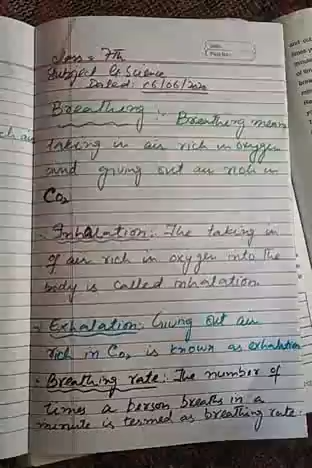 Class = 7th
Subject G. Science
Dated: 06/06/20
Breathing :- Breathing means
taking in air rich in oxygen
and giving out air rich in
CO2
Inhalation: The taking in
of air rich in oxygen into the
body is called inhalation
Exhalation: Giving out air
rich in CO2 is known as exhalation
Breathing rate: The number of
times a person breaths in a
minute is termed as breathing rate.